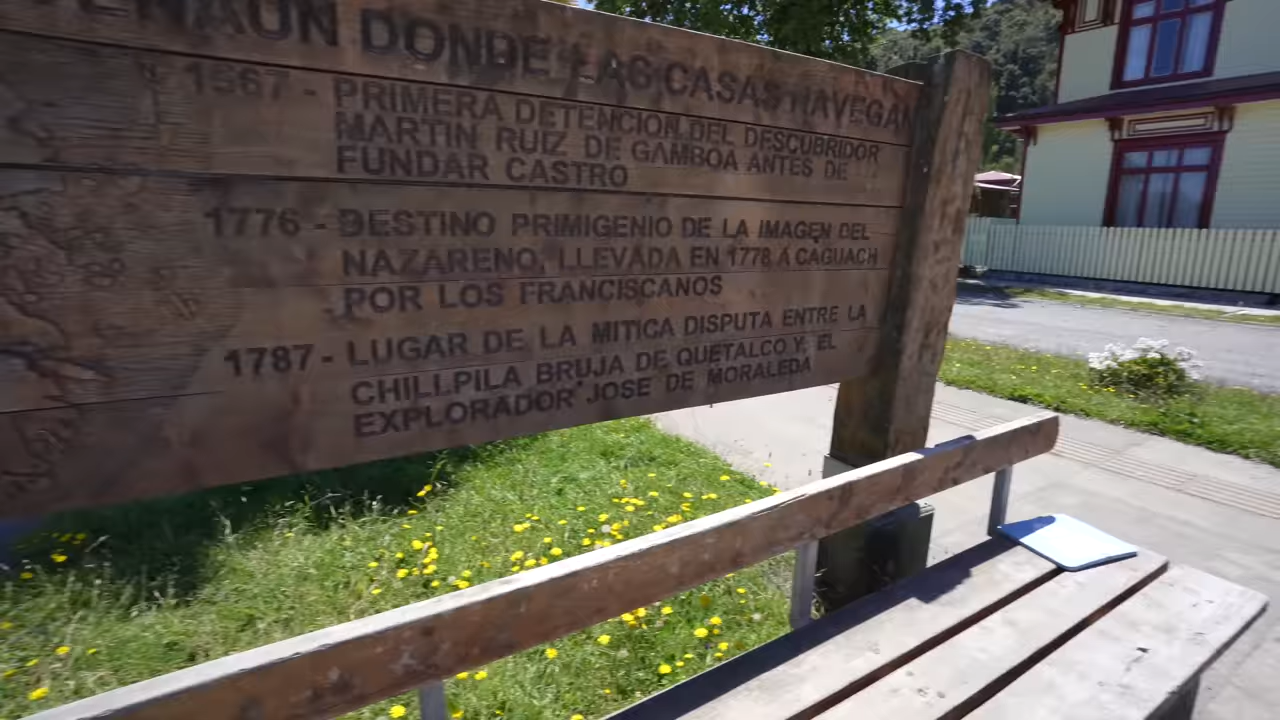 TENAUN DONDE LAS CASAS NAVEGAN
1567 - PRIMERA DETENCION DEL DESCUBRIDOR
MARTIN RUIZ DE GAMBOA ANTES DE
FUNDAR CASTRO
1776 - DESTINO PRIMIGENIO DE LA IMAGEN DEL
NAZARENO, LLEVADA EN 1778 A CAGUACH
POR LOS FRANCISCANOS
1787 - LUGAR DE LA MITICA DISPUTA ENTRE LA
CHILLPILA BRUJA DE QUETALCO Y, EL
EXPLORADOR JOSE DE MORALEDA